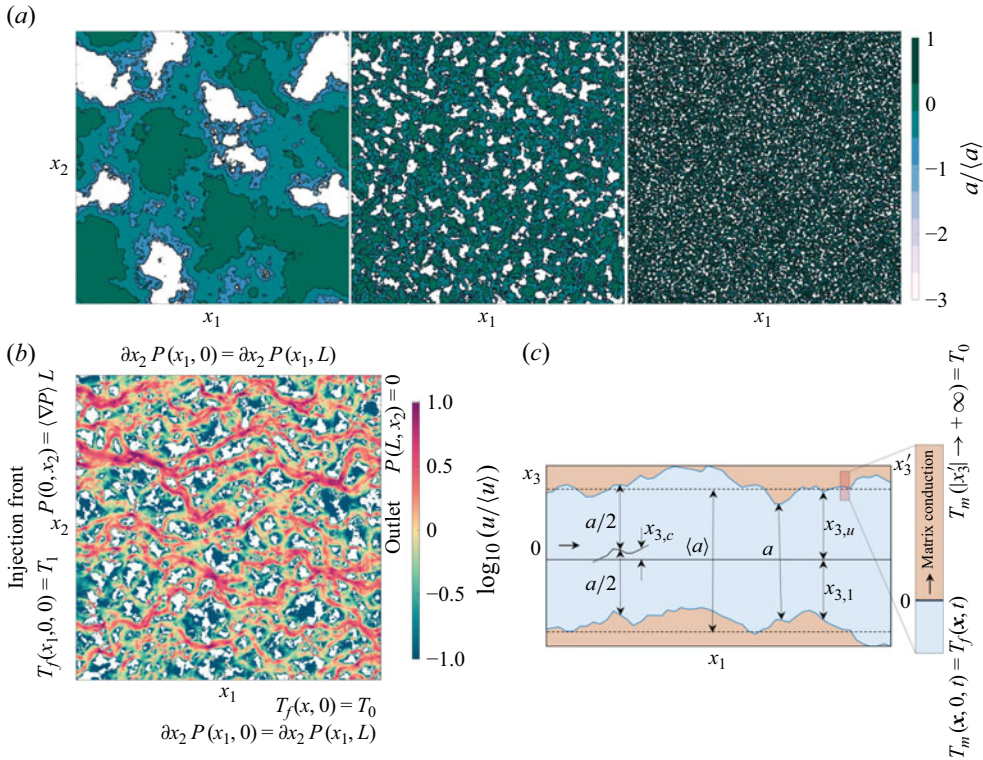 (a)
x2
x1
x1
x1
1
0
−1
−2
−3
a/⟨a⟩
(b)
∂x2 P(x1, 0) = ∂x2 P(x1, L)
Injection front
Tf(x1,0, 0) = T1
P(0, x2) = ⟨∇P⟩ L
x2
Outlet
P(L, x2) = 0
1.0
0.5
0
−0.5
−1.0
log10 (u/⟨u⟩)
x1
Tf(x, 0) = T0
∂x2 P(x1, 0) = ∂x2 P(x1, L)
(c)
x3
0
a/2
a/2
x3,c
⟨a⟩
a
x3,u
x3,1
x1
x3′
0
Matrix conduction
Tm(|x3′| → +∞) = T0
Tm(x, 0, t) = Tf(x, t)